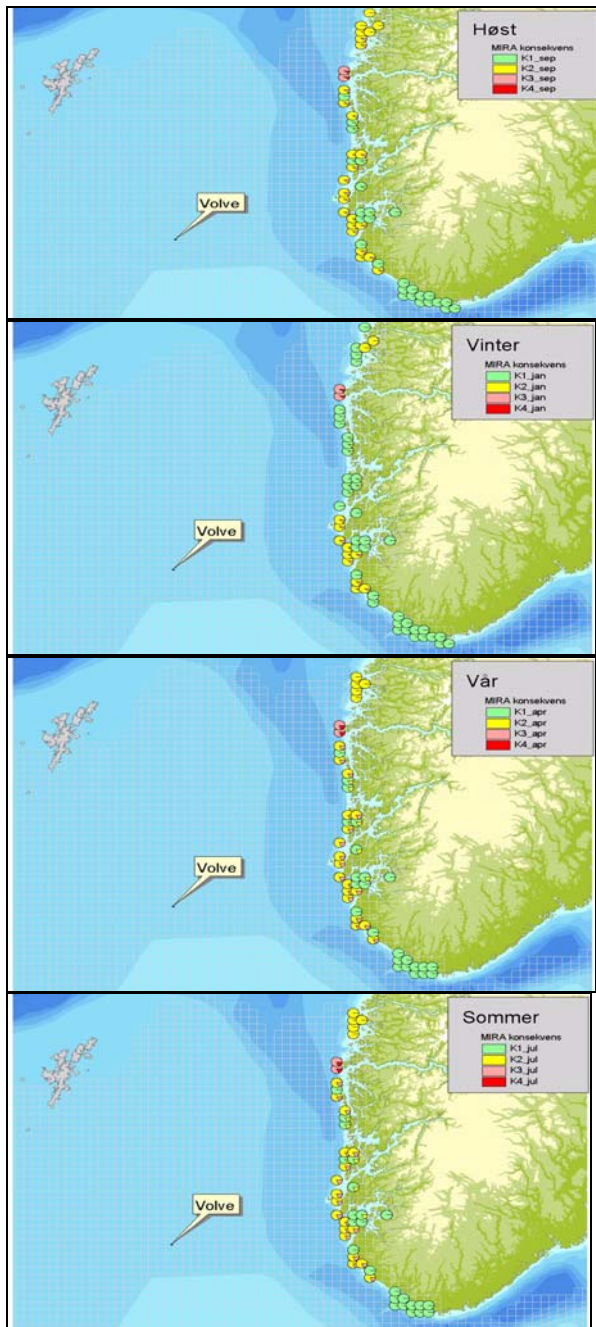 Høst
MIRA konsekvens
K1_sep
K2_sep
K3_sep
K4_sep
Volve
Vinter
MIRA konsekvens
K1_jan
K2_jan
K3_jan
K4_jan
Volve
Vår
MIRA konsekvens
K1_apr
K2_apr
K3_apr
K4_apr
Volve
Sommer
MIRA konsekvens
K1_jul
K2_jul
K3_jul
K4_jul
Volve